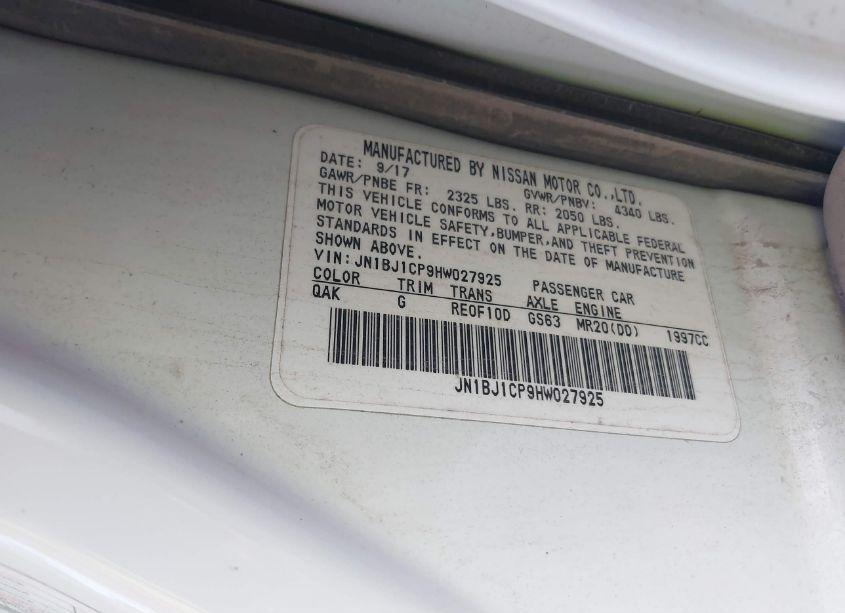 MANUFACTURED BY NISSAN MOTOR CO.,LTD.
DATE: 9/17 GVWR/PNBV: 4340 LBS.
GAWR/PNBE FR: 2325 LBS. RR: 2050 LBS.
THIS VEHICLE CONFORMS TO ALL APPLICABLE FEDERAL
MOTOR VEHICLE SAFETY,BUMPER,AND THEFT PREVENTION
STANDARDS IN EFFECT ON THE DATE OF MANUFACTURE
SHOWN ABOVE.
VIN:JN1BJ1CP9HW027925 PASSENGER CAR
COLOR TRIM TRANS AXLE ENGINE
QAK G RE0F10D GS63 MR20(DD) 1997CC
JN1BJ1CP9HW027925